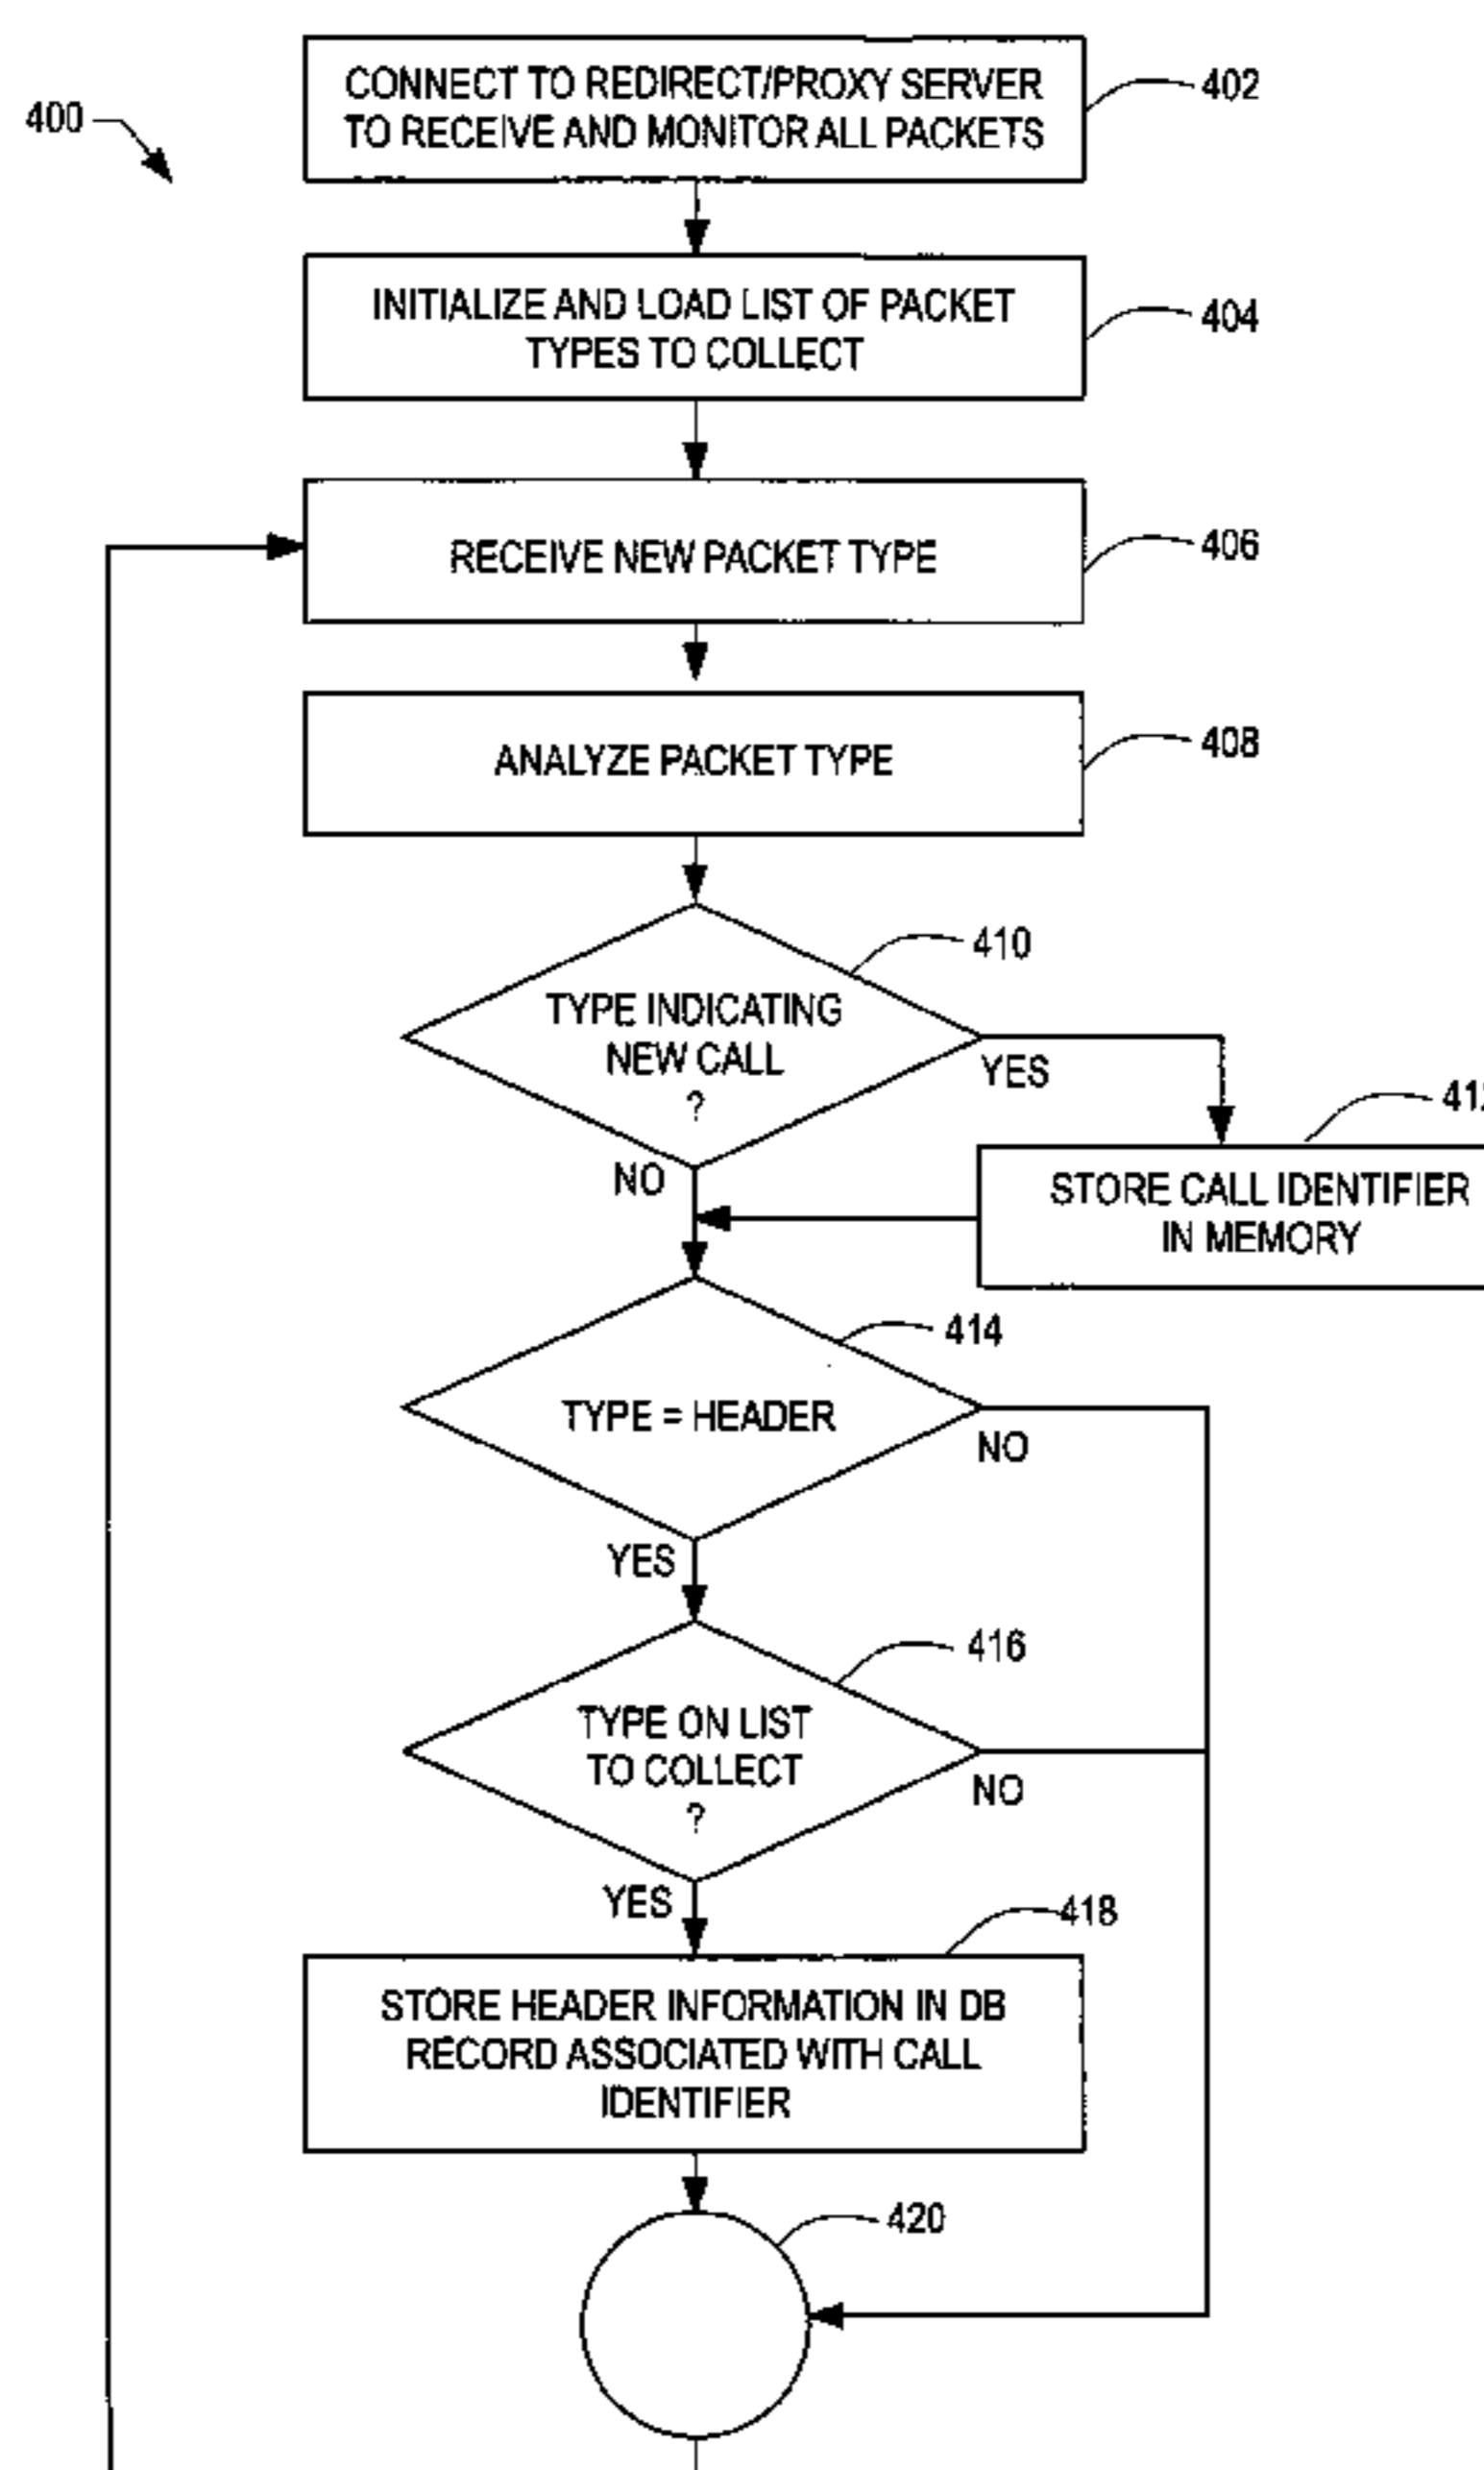 400
CONNECT TO REDIRECT/PROXY SERVER
TO RECEIVE AND MONITOR ALL PACKETS
402
INITIALIZE AND LOAD LIST OF PACKET
TYPES TO COLLECT
404
RECEIVE NEW PACKET TYPE
406
ANALYZE PACKET TYPE
408
410
TYPE INDICATING
NEW CALL
?
YES
NO
STORE CALL IDENTIFIER
IN MEMORY
414
TYPE = HEADER
NO
YES
416
TYPE ON LIST
TO COLLECT
?
NO
YES
418
STORE HEADER INFORMATION IN DB
RECORD ASSOCIATED WITH CALL
IDENTIFIER
420